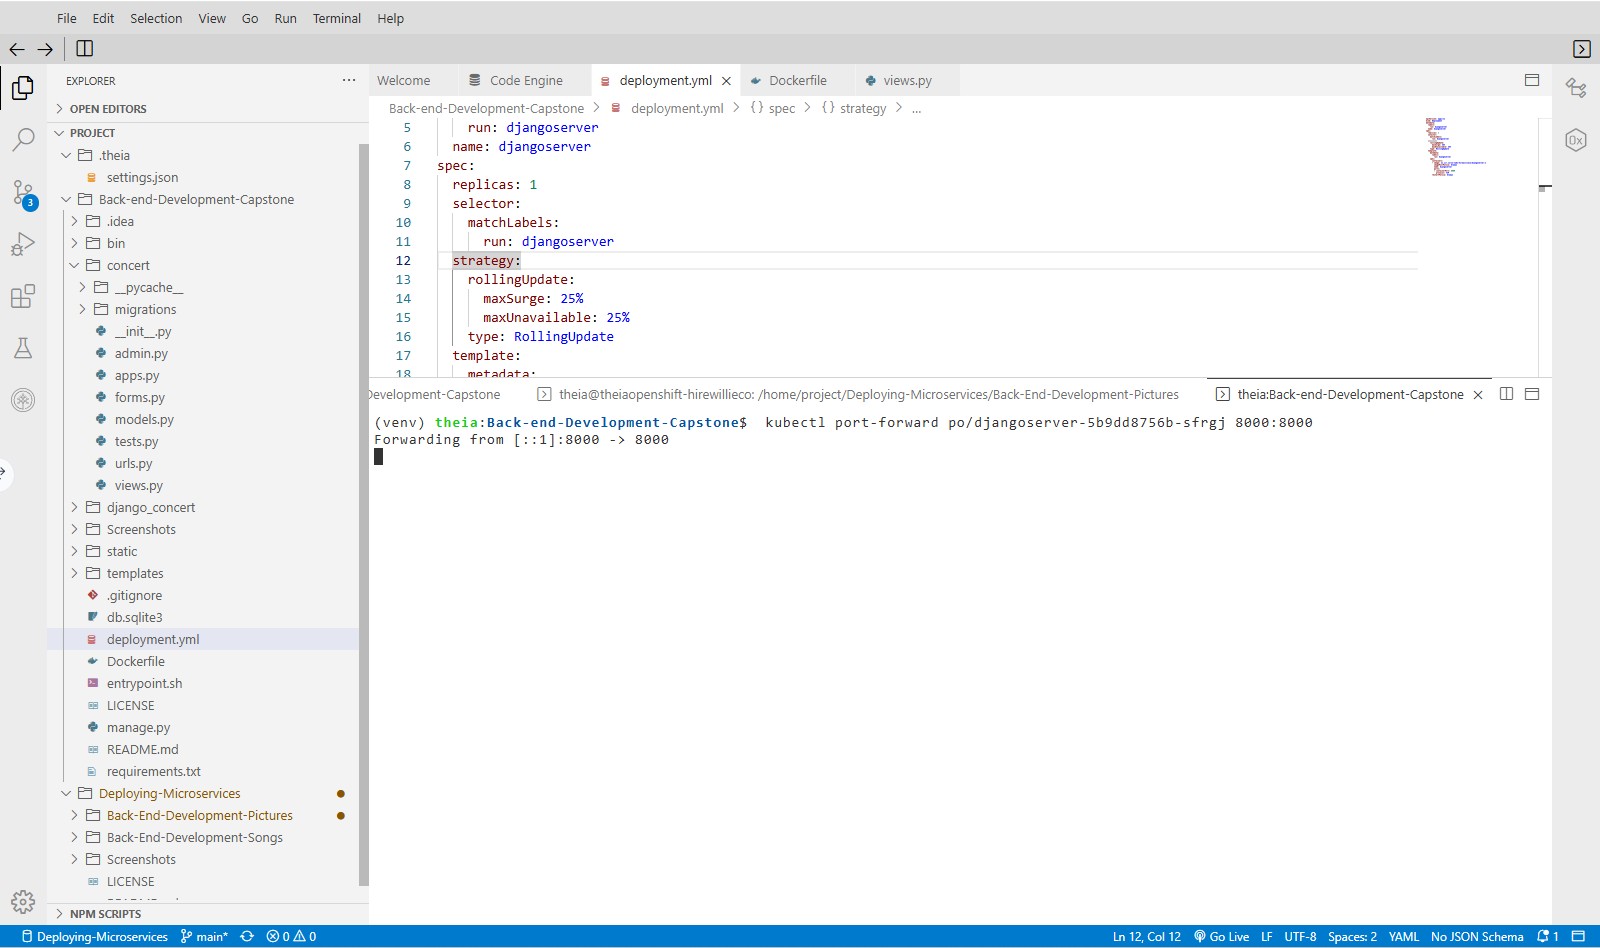 File Edit Selection View Go Run Terminal Help
EXPLORER
OPEN EDITORS
PROJECT
.theia
settings.json
Back-end-Development-Capstone
.idea
bin
concert
__pycache__
migrations
__init__.py
admin.py
apps.py
forms.py
models.py
tests.py
urls.py
views.py
django_concert
Screenshots
static
templates
.gitignore
db.sqlite3
deployment.yml
Dockerfile
entrypoint.sh
LICENSE
manage.py
README.md
requirements.txt
Deploying-Microservices
Back-End-Development-Pictures
Back-End-Development-Songs
Screenshots
LICENSE
NPM SCRIPTS
3
Welcome Code Engine deployment.yml Dockerfile views.py
Back-end-Development-Capstone > deployment.yml > {} spec > {} strategy > ...
5 run: djangoserver
6 name: djangoserver
7 spec:
8 replicas: 1
9 selector:
10 matchLabels:
11 run: djangoserver
12 strategy:
13 rollingUpdate:
14 maxSurge: 25%
15 maxUnavailable: 25%
16 type: RollingUpdate
17 template:
18 metadata:
Development-Capstone theia@theiaopenshift-hirewillieco: /home/project/Deploying-Microservices/Back-End-Development-Pictures theia:Back-end-Development-Capstone
(venv) theia:Back-end-Development-Capstone$ kubectl port-forward po/djangoserver-5b9dd8756b-sfrgj 8000:8000
Forwarding from [::1]:8000 -> 8000
0x
Deploying-Microservices main* 0 0 Ln 12, Col 12 Go Live LF UTF-8 Spaces: 2 YAML No JSON Schema 1